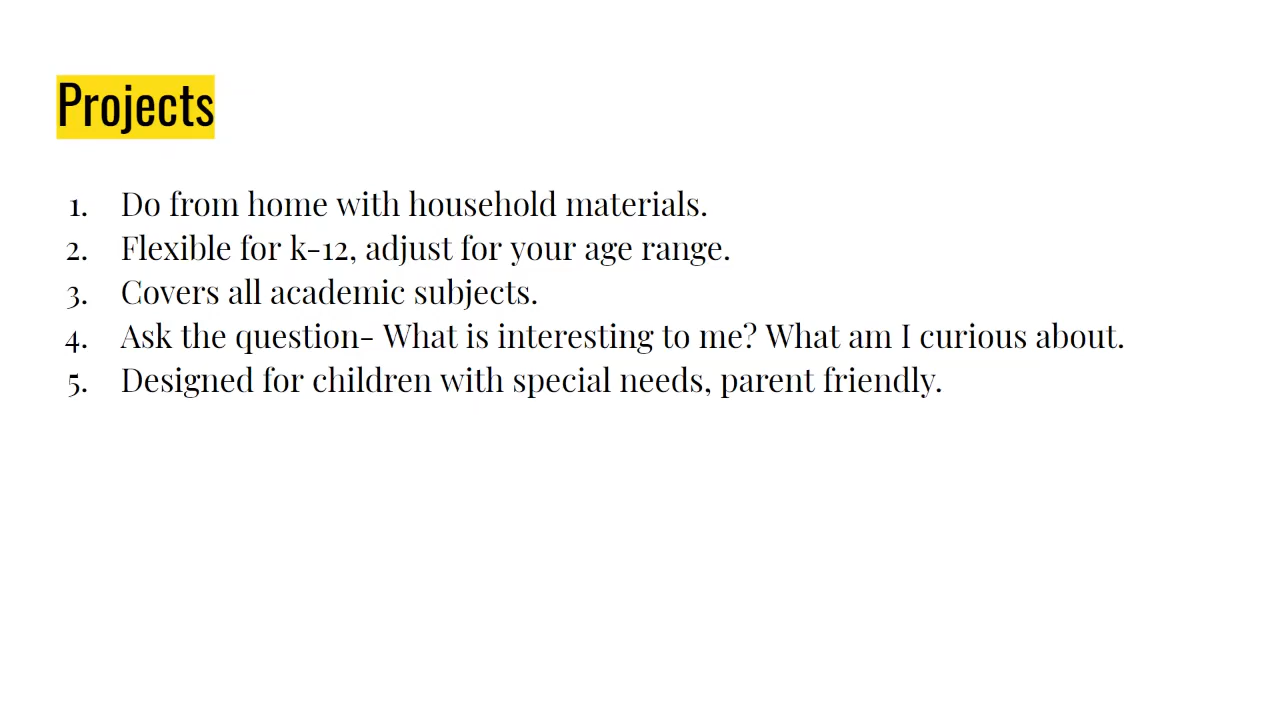 Projects
1. Do from home with household materials.
2. Flexible for k-12, adjust for your age range.
3. Covers all academic subjects.
4. Ask the question- What is interesting to me? What am I curious about.
5. Designed for children with special needs, parent friendly.